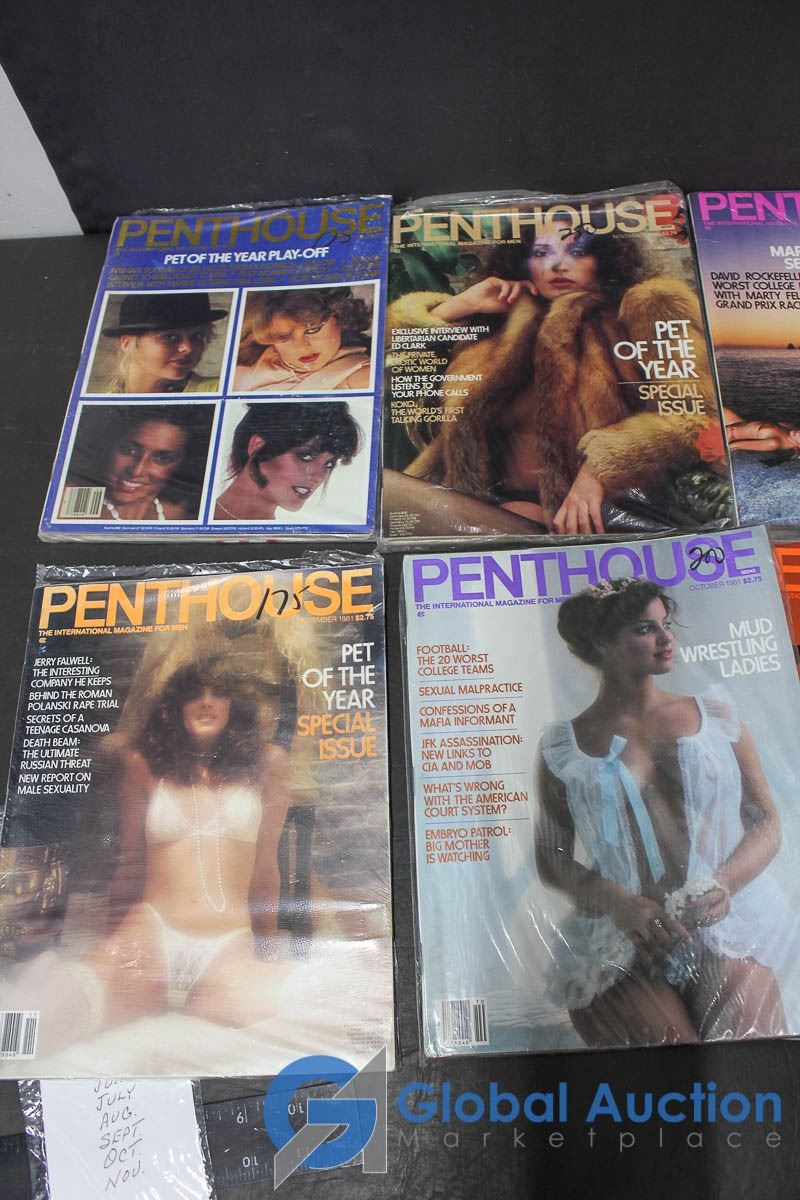 PENTHOUSE
PET OF THE YEAR PLAY-OFF
9
PENTHOUSE
THE INTERNATIONAL MAGAZINE FOR MEN
EXCLUSIVE INTERVIEW WITH
LIBERTARIAN CANDIDATE
ED CLARK
THE PRIVATE,
EROTIC WORLD
OF WOMEN
HOW THE GOVERNMENT
LISTENS TO
YOUR PHONE CALLS
KOKO:
THE WORLD'S FIRST
TALKING GORILLA
PET
OF THE
YEAR
SPECIAL
ISSUE
PENT
MAR
SE
DAVID ROCKEFELL
WORST COLLEGE
WITH MARTY FEL
GRAND PRIX RAC
PENTHOUSE
175
THE INTERNATIONAL MAGAZINE FOR MEN
NOVEMBER 1981 $2.75
JERRY FALWELL:
THE INTERESTING
COMPANY HE KEEPS
BEHIND THE ROMAN
POLANSKI RAPE TRIAL
SECRETS OF A
TEENAGE CASANOVA
DEATH BEAM:
THE ULTIMATE
RUSSIAN THREAT
NEW REPORT ON
MALE SEXUALITY
PET
OF THE
YEAR
SPECIAL
ISSUE
11
PENTHOUSE
200
THE INTERNATIONAL MAGAZINE FOR MEN
OCTOBER 1981 $2.75
FOOTBALL:
THE 20 WORST
COLLEGE TEAMS
SEXUAL MALPRACTICE
CONFESSIONS OF A
MAFIA INFORMANT
JFK ASSASSINATION:
NEW LINKS TO
CIA AND MOB
WHAT'S WRONG
WITH THE AMERICAN
COURT SYSTEM?
EMBRYO PATROL:
BIG MOTHER
IS WATCHING
MUD
WRESTLING
LADIES
10
JULY
AUG.
SEPT.
OCT.
NOV.
Global Auction
Marketplace